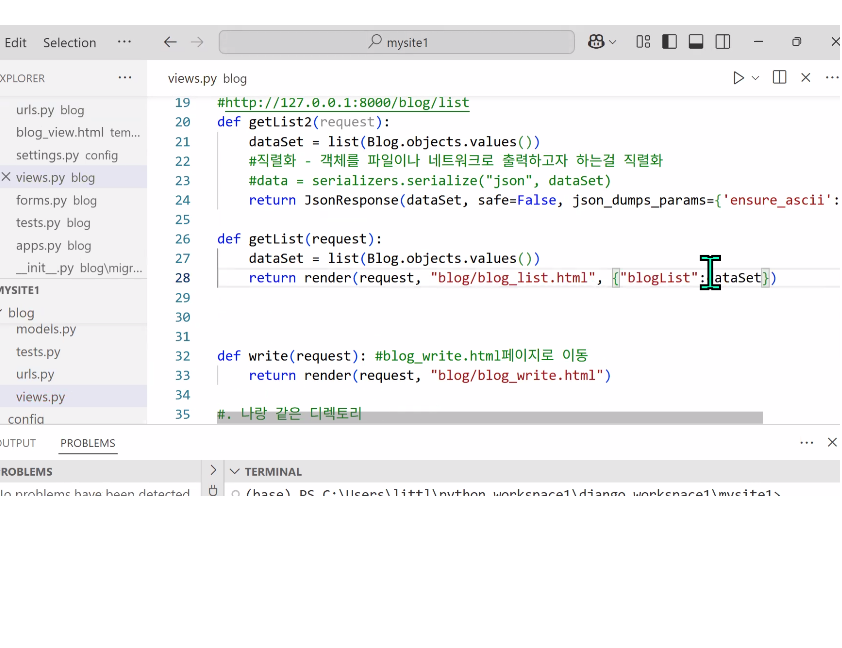 Edit Selection ··· mysite1
XPLORER ···
views.py blog
urls.py blog
blog_view.html tem...
settings.py config
views.py blog
forms.py blog
tests.py blog
apps.py blog
__init__.py blog\migr...
MYSITE1
blog
models.py
tests.py
urls.py
views.py
config
19 #http://127.0.0.1:8000/blog/list
20 def getList2(request):
21 dataSet = list(Blog.objects.values())
22 #직렬화 - 객체를 파일이나 네트워크로 출력하고자 하는걸 직렬화
23 #data = serializers.serialize("json", dataSet)
24 return JsonResponse(dataSet, safe=False, json_dumps_params={'ensure_ascii':
25
26 def getList(request):
27 dataSet = list(Blog.objects.values())
28 return render(request, "blog/blog_list.html", {"blogList":dataSet})
29
30
31
32 def write(request): #blog_write.html페이지로 이동
33 return render(request, "blog/blog_write.html")
34
35 #. 나랑 같은 디렉토리
OUTPUT PROBLEMS
ROBLEMS
No problems have been detected
TERMINAL
(base) PS C:\Users\littl\python_workspace1\django_workspace1\mysite1>